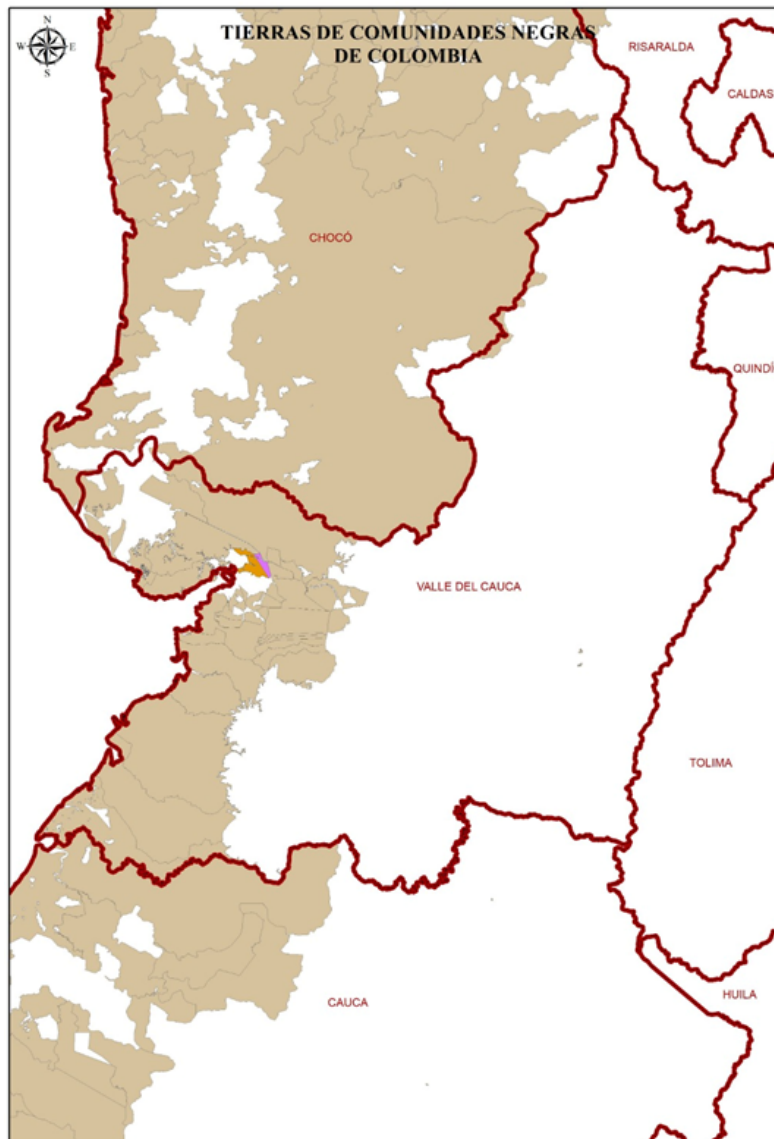 N
W E
S
TIERRAS DE COMUNIDADES NEGRAS
DE COLOMBIA
RISARALDA
CALDAS
CHOCÓ
QUINDÍ
VALLE DEL CAUCA
TOLIMA
HUILA
CAUCA